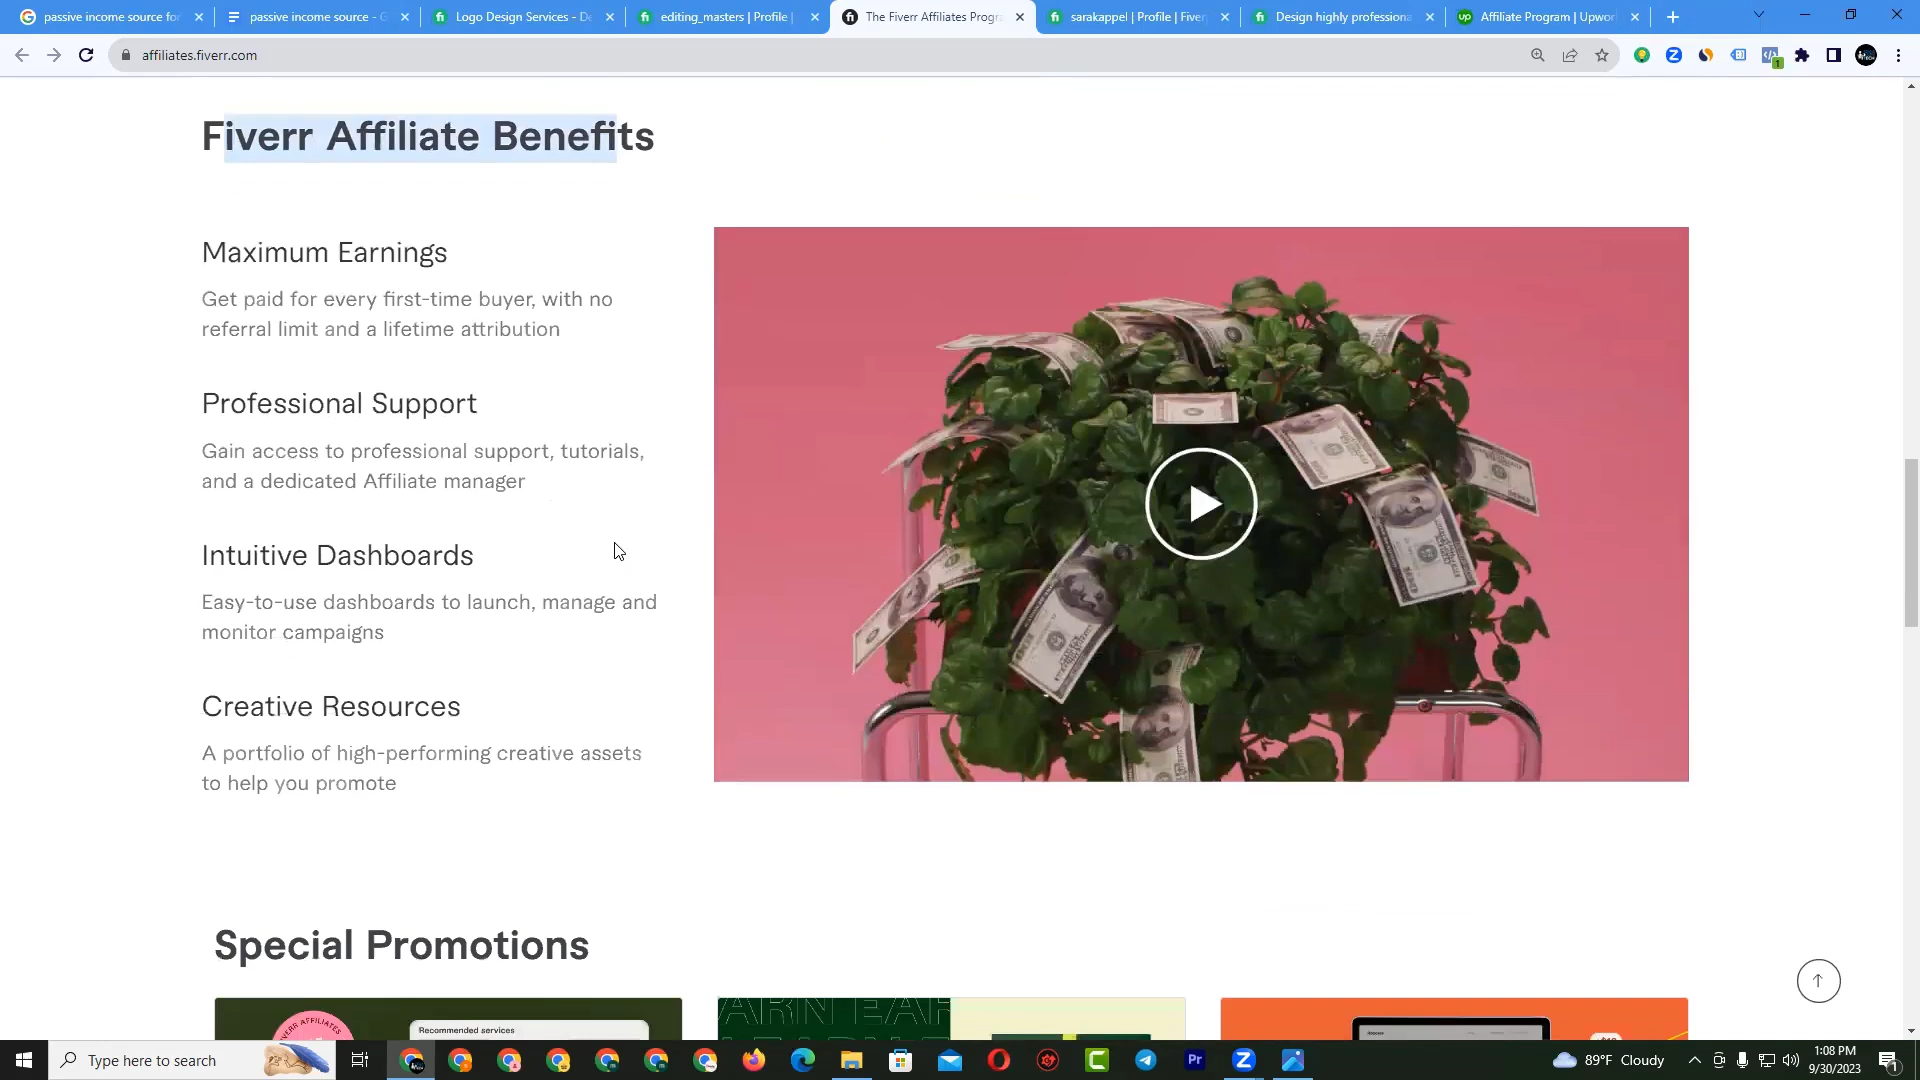 passive income source fo
passive income source - G
Logo Design Services - De
editing_masters | Profile |
The Fiverr Affiliates Progra
sarakappel | Profile | Fiver
Design highly professiona
Affiliate Program | Upwor
affiliates.fiverr.com
Fiverr Affiliate Benefits
Maximum Earnings
Get paid for every first-time buyer, with no
referral limit and a lifetime attribution
Professional Support
Gain access to professional support, tutorials,
and a dedicated Affiliate manager
Intuitive Dashboards
Easy-to-use dashboards to launch, manage and
monitor campaigns
Creative Resources
A portfolio of high-performing creative assets
to help you promote
Special Promotions
Recommended services
Type here to search
89°F Cloudy
1:08 PM
9/30/2023